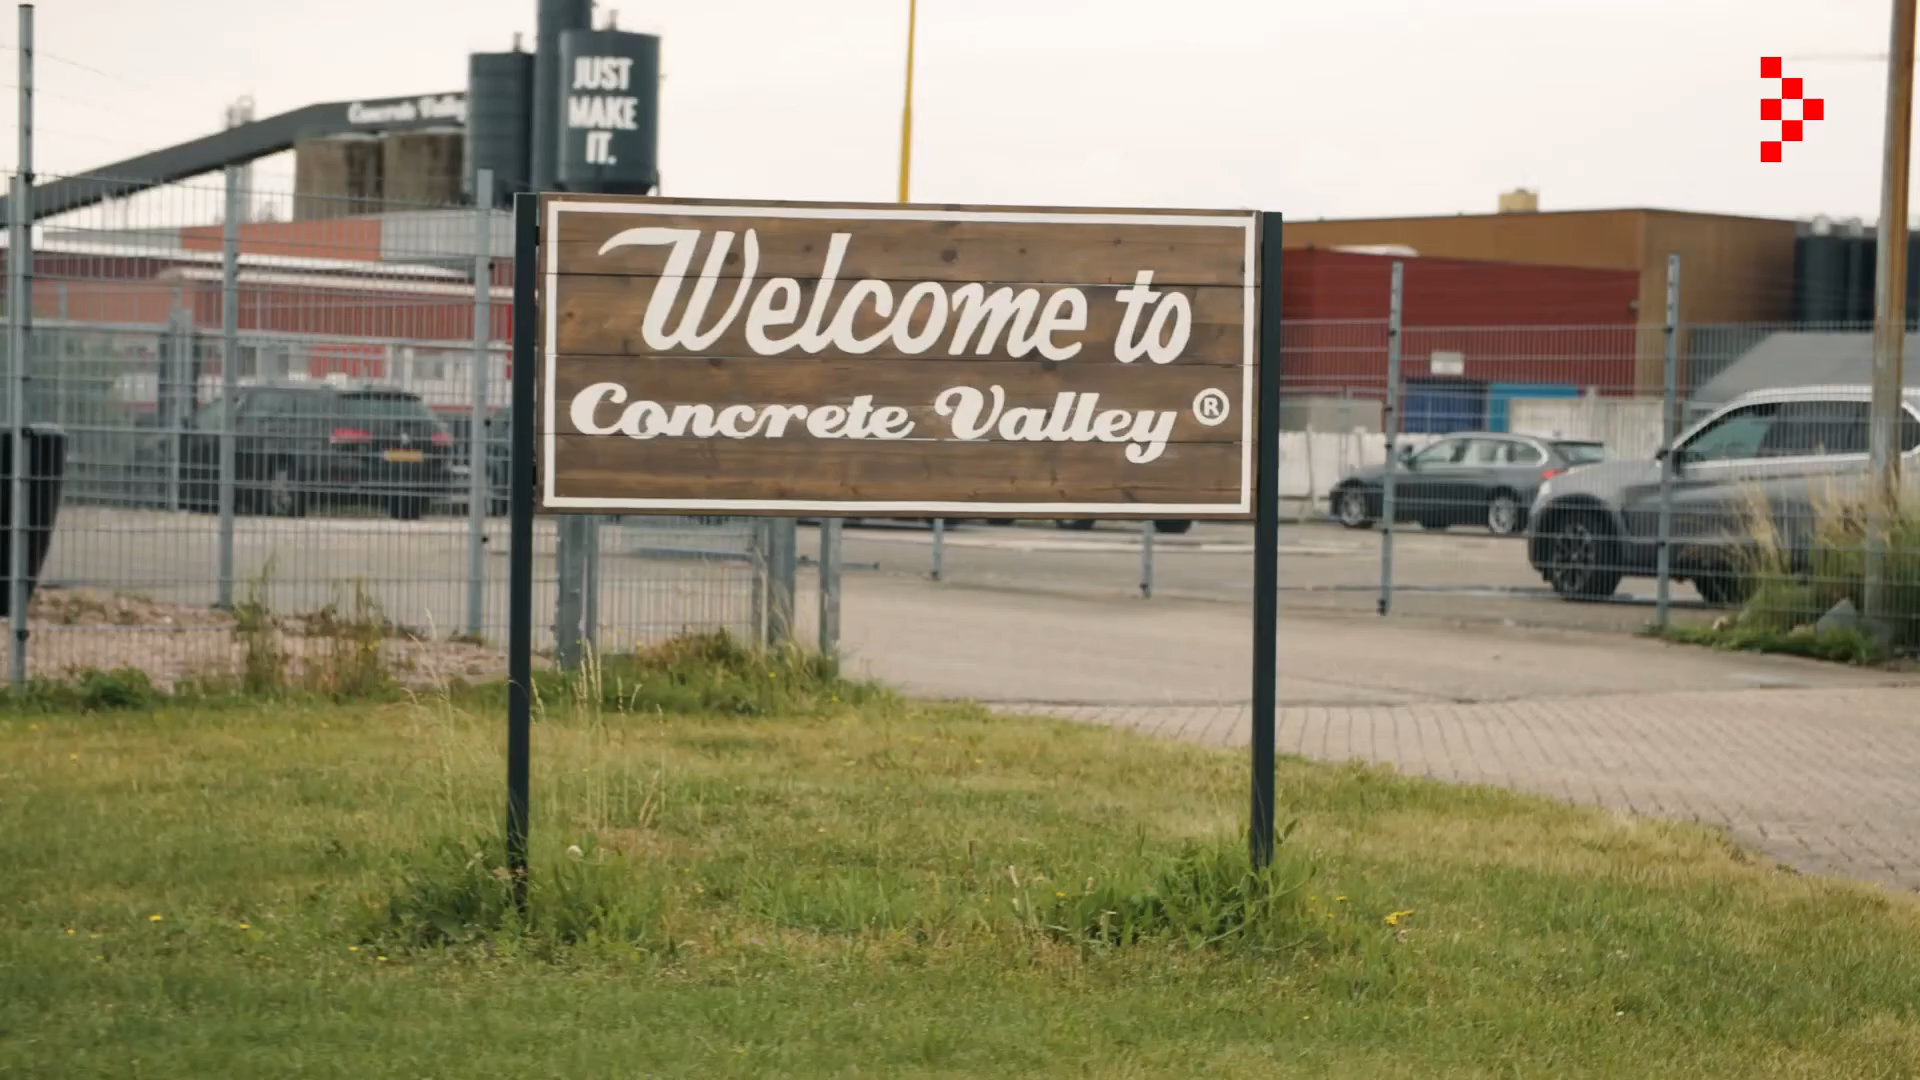 Concrete Valley
JUST
MAKE
IT.
Welcome to
Concrete Valley ®